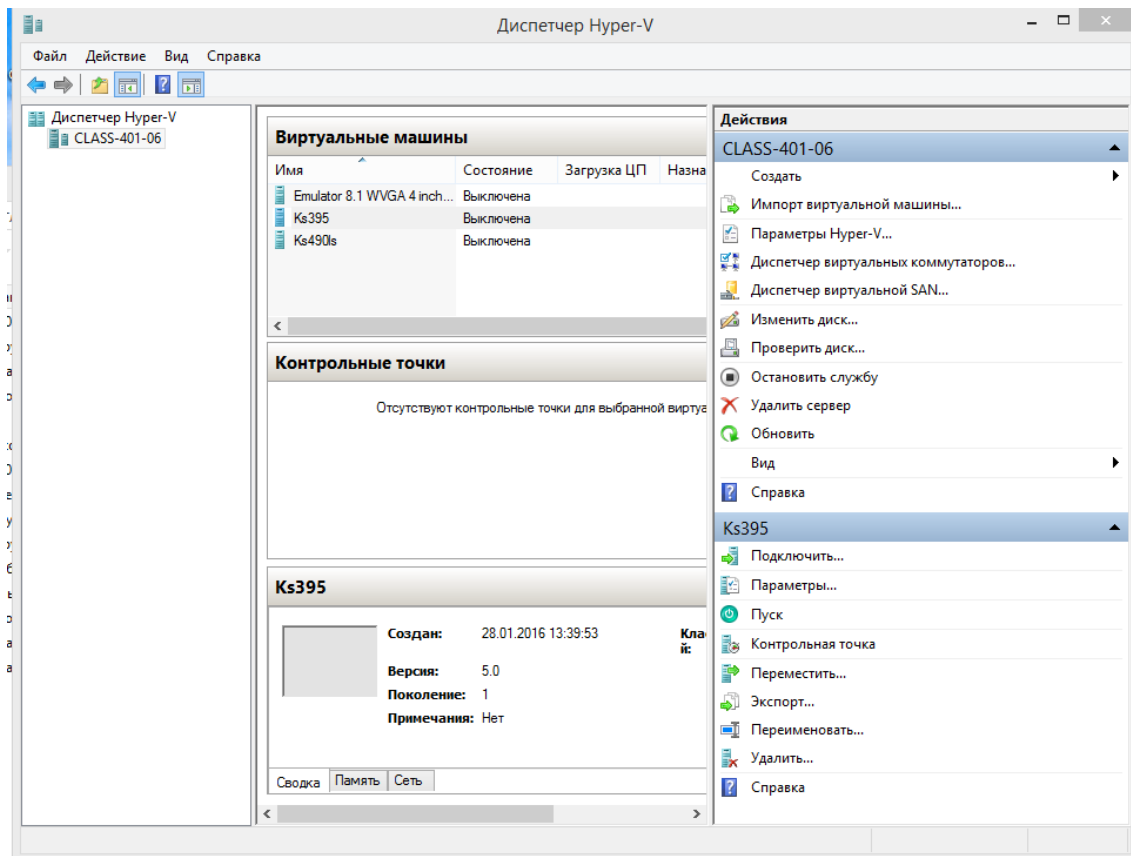 Диспетчер Hyper-V
Файл Действие Вид Справка
Диспетчер Hyper-V
CLASS-401-06
Виртуальные машины
Имя Состояние Загрузка ЦП Назна
Emulator 8.1 WVGA 4 inch... Выключена
Ks395 Выключена
Ks490ls Выключена
Контрольные точки
Отсутствуют контрольные точки для выбранной виртуа
Ks395
Создан: 28.01.2016 13:39:53 Кла
й:
Версия: 5.0
Поколение: 1
Примечания: Нет
Сводка Память Сеть
Действия
CLASS-401-06
Создать
Импорт виртуальной машины...
Параметры Hyper-V...
Диспетчер виртуальных коммутаторов...
Диспетчер виртуальной SAN...
Изменить диск...
Проверить диск...
Остановить службу
Удалить сервер
Обновить
Вид
Справка
Ks395
Подключить...
Параметры...
Пуск
Контрольная точка
Переместить...
Экспорт...
Переименовать...
Удалить...
Справка